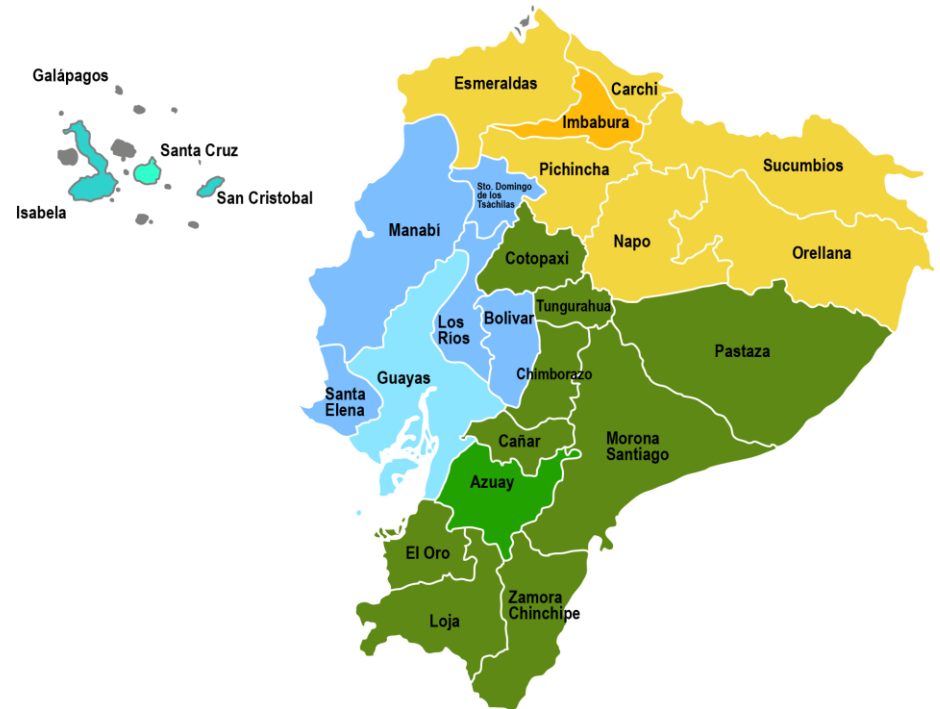 Galápagos
Santa Cruz
San Cristobal
Isabela
Esmeraldas
Carchi
Imbabura
Pichincha
Sucumbios
Sto. Domingo
de los
Tsáchilas
Manabí
Napo
Orellana
Cotopaxi
Tungurahua
Los
Ríos
Bolivar
Pastaza
Guayas
Chimborazo
Santa
Elena
Cañar
Morona
Santiago
Azuay
El Oro
Zamora
Chinchipe
Loja